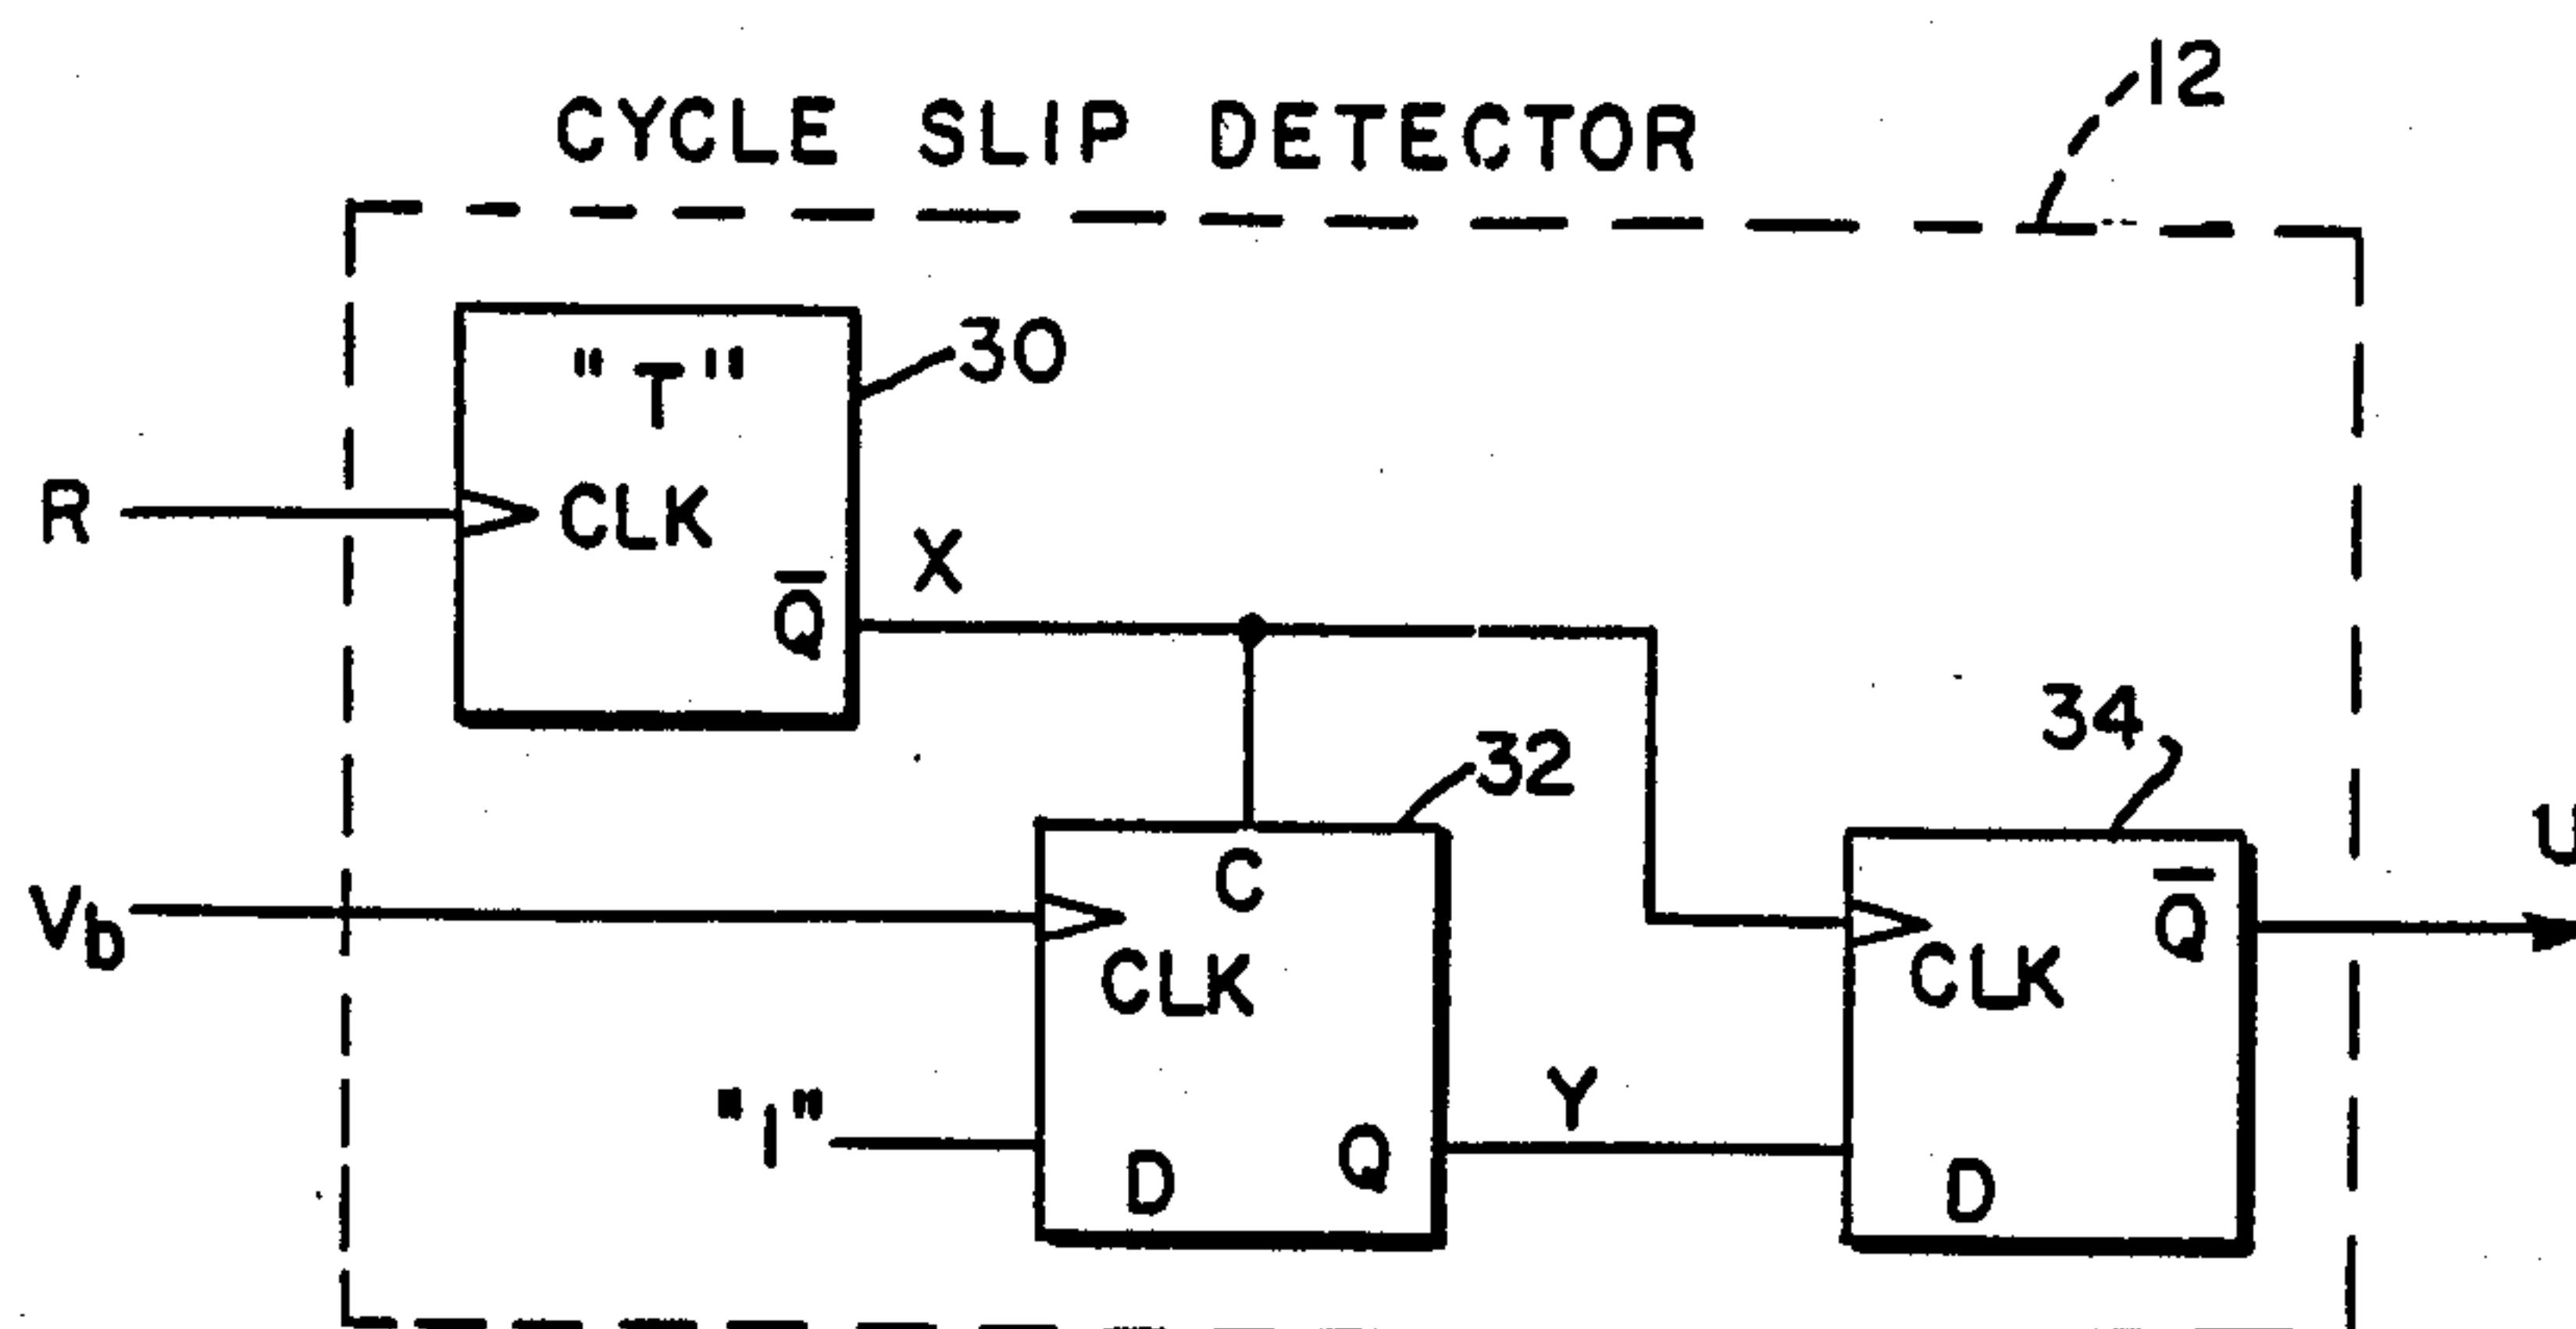 CYCLE SLIP DETECTOR
12
"T"
30
R
CLK
X
Q̅
32
34
U
Vb
C
CLK
Q̅
CLK
"1"
Y
D
Q
D